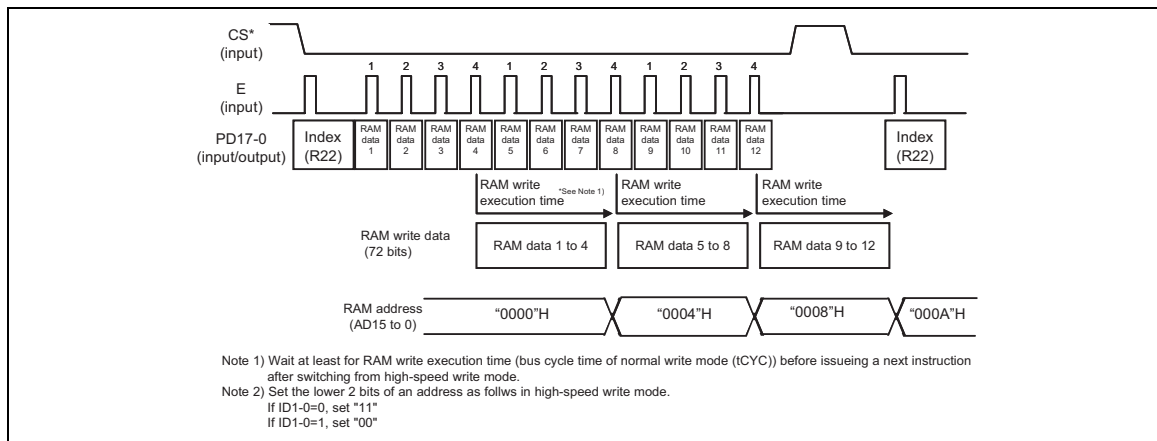 CS*
(input)
1 2 3 4 1 2 3 4 1 2 3 4
E
(input)
PD17-0
(input/output)
Index
(R22)
RAM data 1
RAM data 2
RAM data 3
RAM data 4
RAM data 5
RAM data 6
RAM data 7
RAM data 8
RAM data 9
RAM data 10
RAM data 11
RAM data 12
Index
(R22)
RAM write
execution time
*See Note 1)
RAM write
execution time
RAM write
execution time
RAM write data
(72 bits)
RAM data 1 to 4
RAM data 5 to 8
RAM data 9 to 12
RAM address
(AD15 to 0)
“0000”H
“0004”H
“0008”H
“000A”H
Note 1) Wait at least for RAM write execution time (bus cycle time of normal write mode (tCYC)) before issueing a next instruction
after switching from high-speed write mode.
Note 2) Set the lower 2 bits of an address as follws in high-speed write mode.
If ID1-0=0, set "11"
If ID1-0=1, set "00"